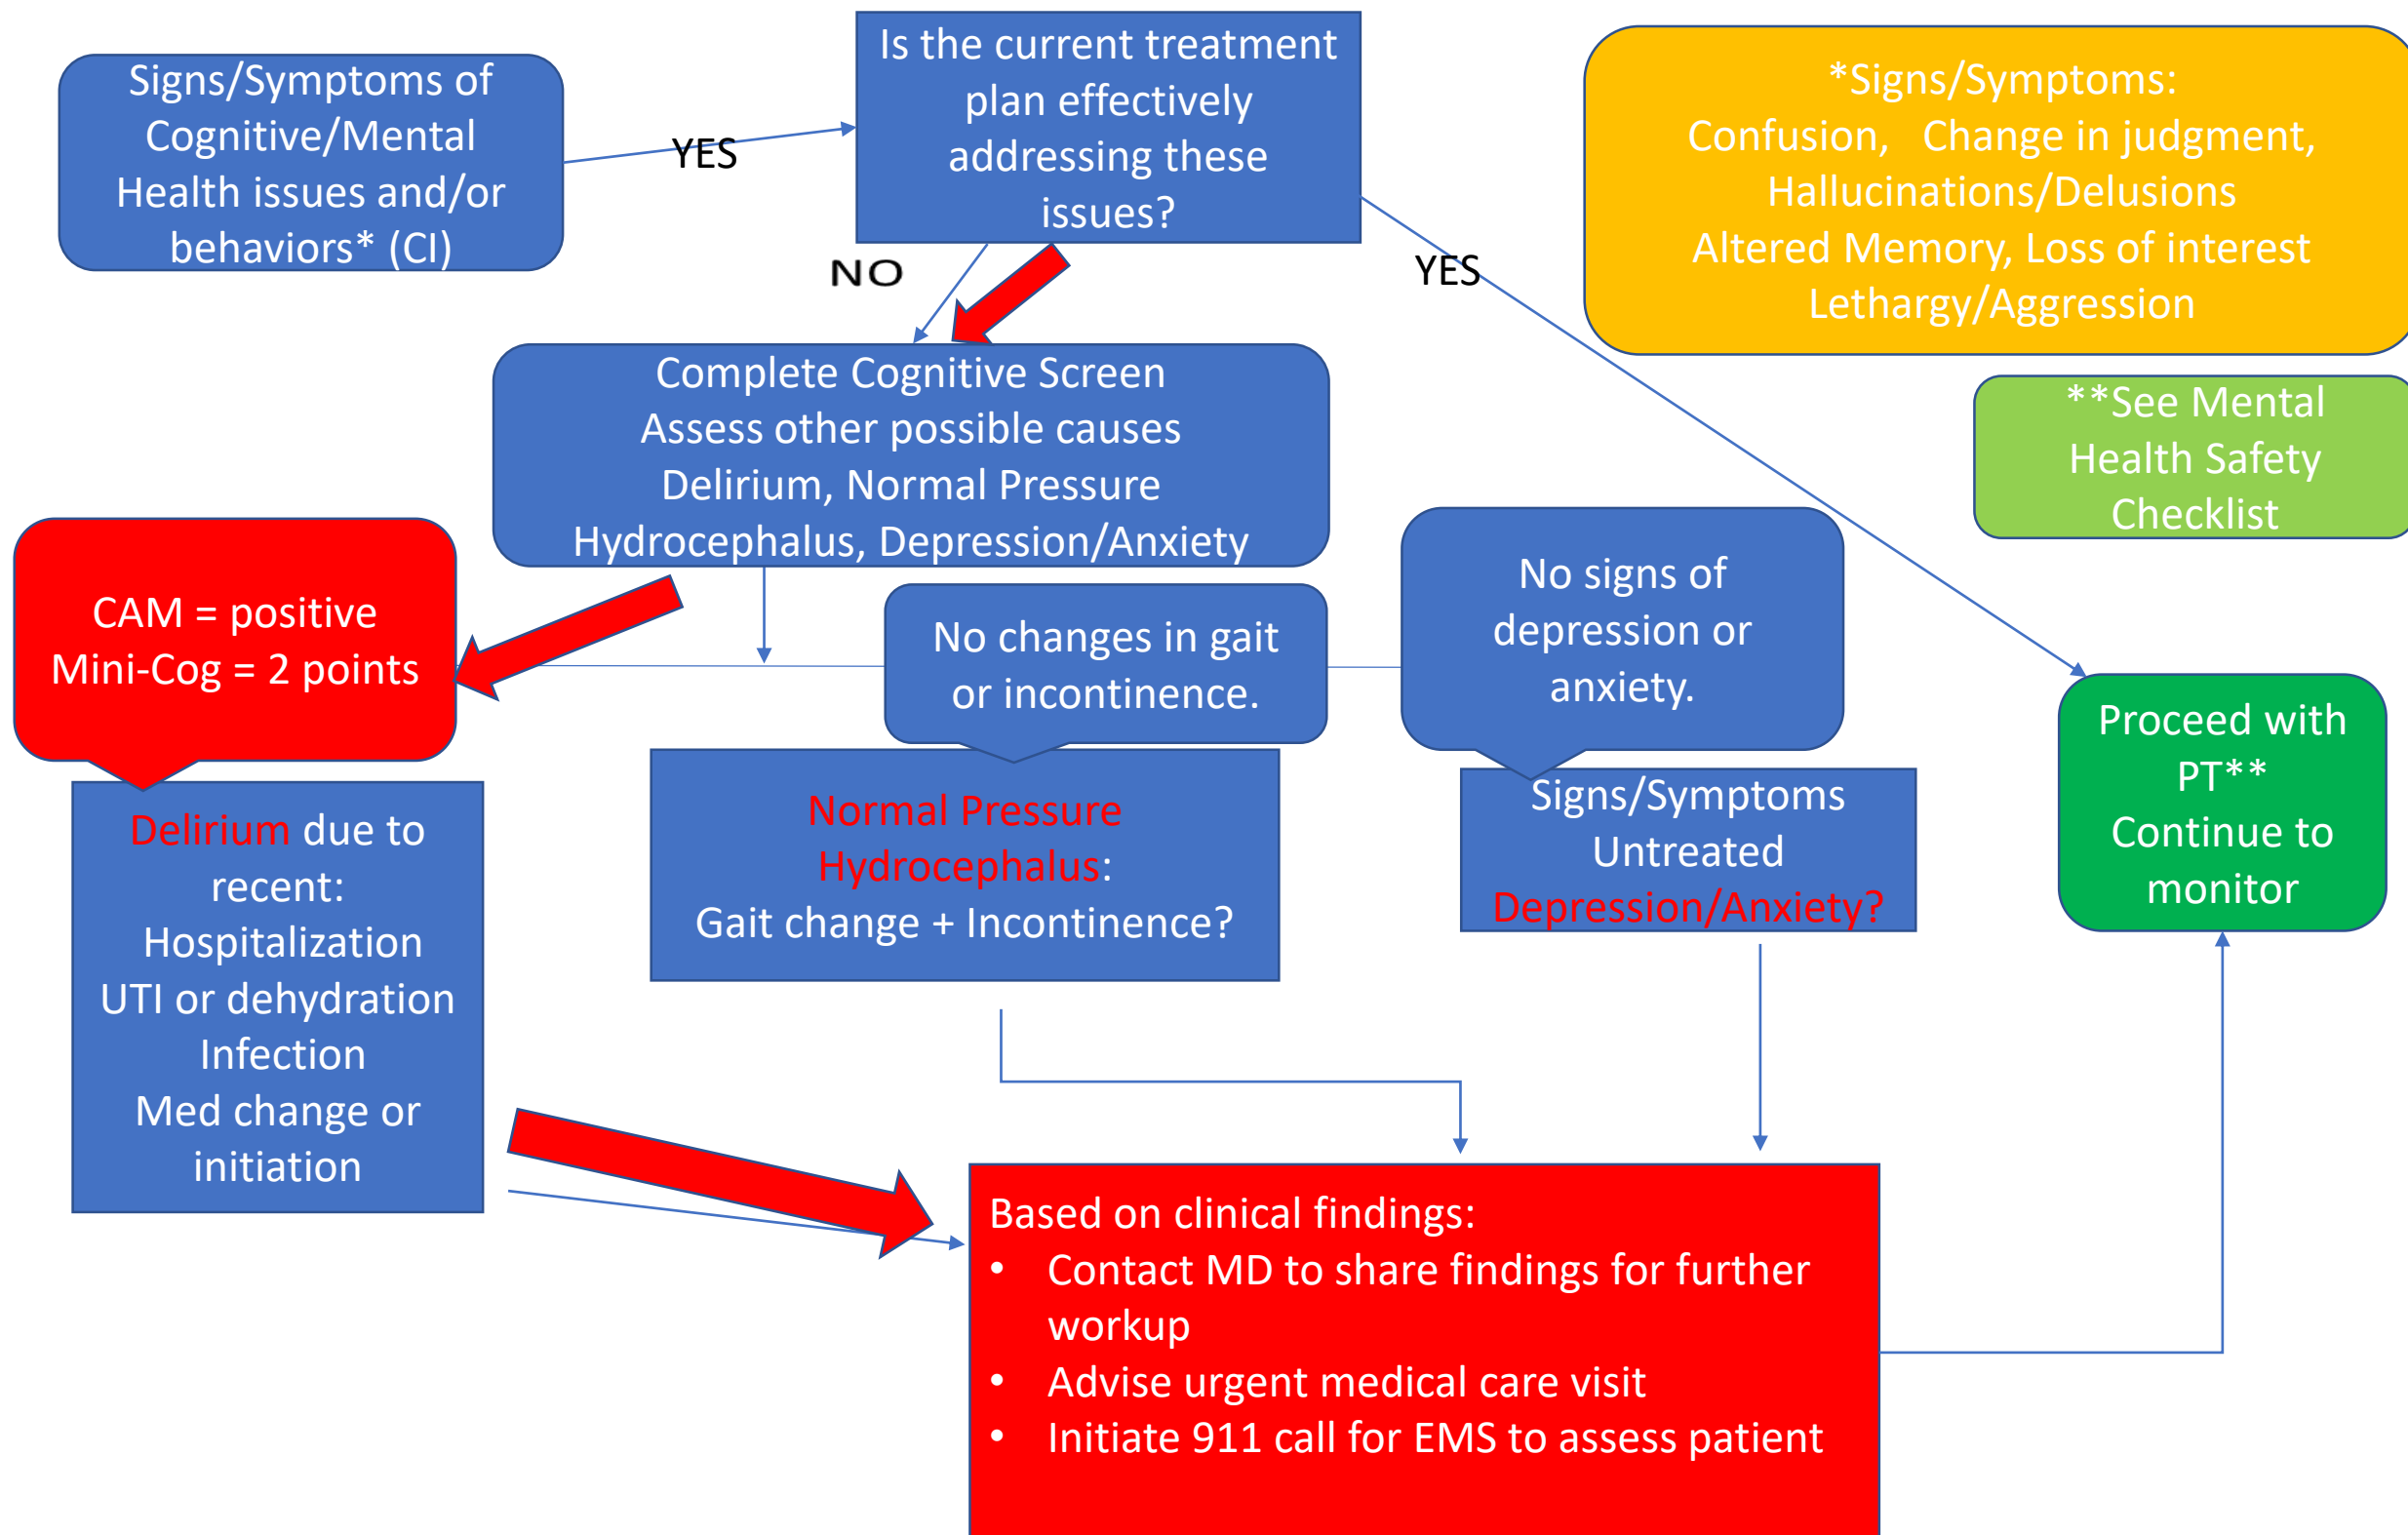 Signs/Symptoms of
Cognitive/Mental
Health issues and/or
behaviors* (CI)
YES
Is the current treatment
plan effectively
addressing these
issues?
*Signs/Symptoms:
Confusion,   Change in judgment,
Hallucinations/Delusions
Altered Memory, Loss of interest
Lethargy/Aggression
NO
YES
Complete Cognitive Screen
Assess other possible causes
Delirium, Normal Pressure
Hydrocephalus, Depression/Anxiety
**See Mental
Health Safety
Checklist
CAM = positive
Mini-Cog = 2 points
No changes in gait
or incontinence.
No signs of
depression or
anxiety.
Delirium due to
recent:
Hospitalization
UTI or dehydration
Infection
Med change or
initiation
Normal Pressure
Hydrocephalus:
Gait change + Incontinence?
Signs/Symptoms
Untreated
Depression/Anxiety?
Proceed with
PT**
Continue to
monitor
Based on clinical findings:
• Contact MD to share findings for further
workup
• Advise urgent medical care visit
• Initiate 911 call for EMS to assess patient